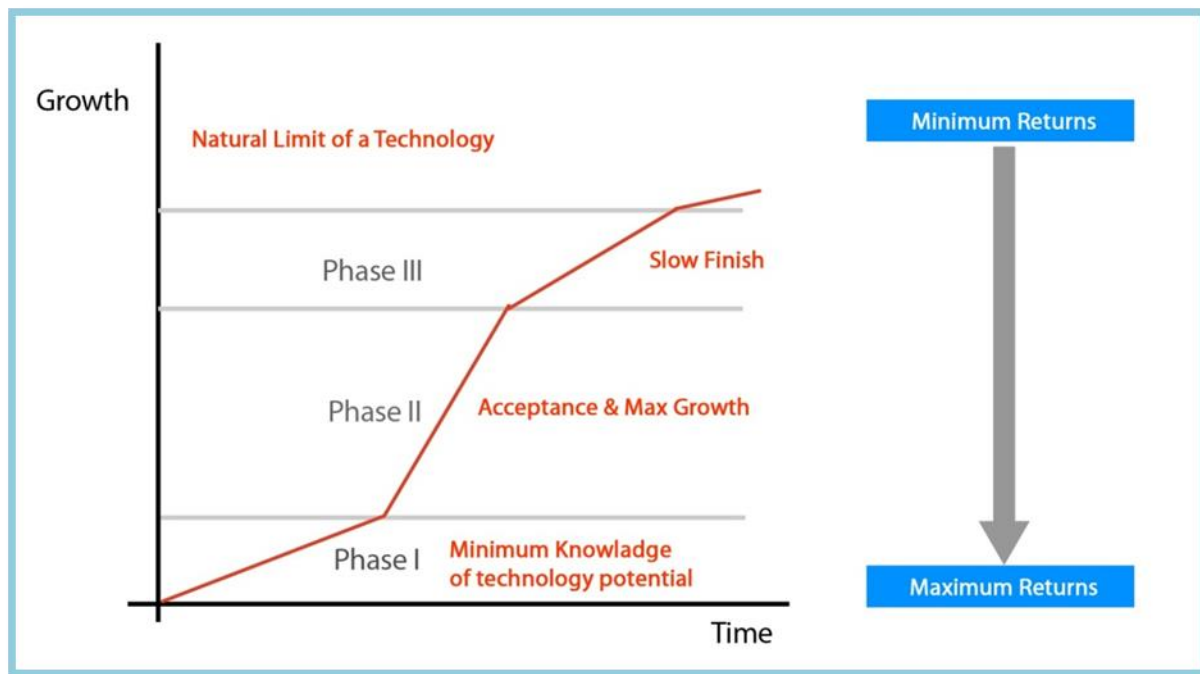 Growth
Natural Limit of a Technology
Minimum Returns
Phase III
Slow Finish
Phase II
Acceptance & Max Growth
Phase I
Minimum Knowladge
of technology potential
Maximum Returns
Time